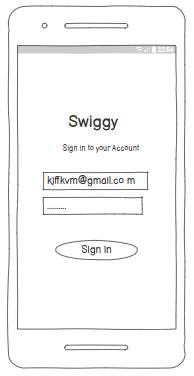 Swiggy
Sign in to your Account
kjffkvm@gmail.co m
Sign In